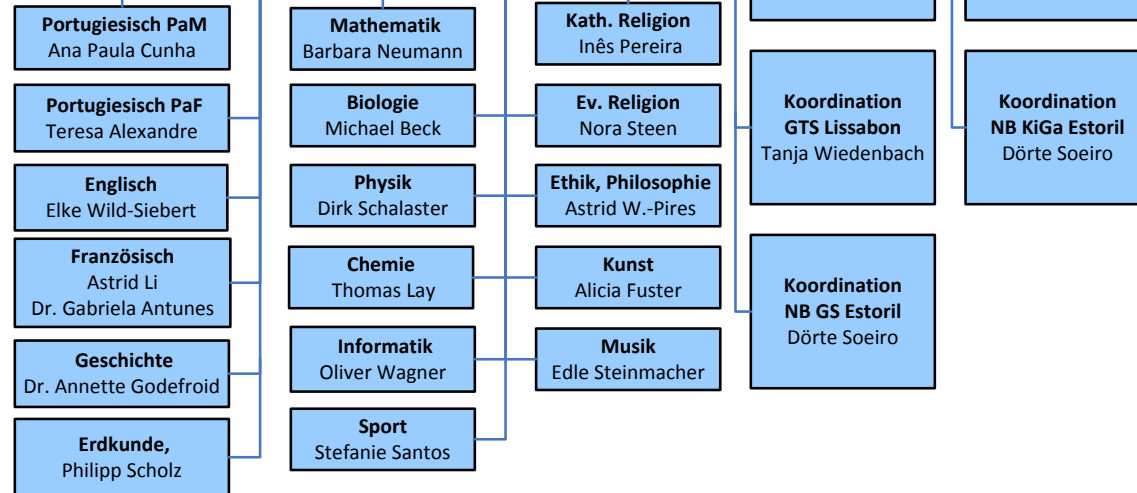 Portugiesisch PaM
Ana Paula Cunha
Portugiesisch PaF
Teresa Alexandre
Englisch
Elke Wild-Siebert
Französisch
Astrid Li
Dr. Gabriela Antunes
Geschichte
Dr. Annette Godefroid
Erdkunde,
Philipp Scholz
Mathematik
Barbara Neumann
Biologie
Michael Beck
Physik
Dirk Schalaster
Chemie
Thomas Lay
Informatik
Oliver Wagner
Sport
Stefanie Santos
Kath. Religion
Inês Pereira
Ev. Religion
Nora Steen
Ethik, Philosophie
Astrid W.-Pires
Kunst
Alicia Fuster
Musik
Edle Steinmacher
Koordination
GTS Lissabon
Tanja Wiedenbach
Koordination
NB GS Estoril
Dörte Soeiro
Koordination
NB KiGa Estoril
Dörte Soeiro